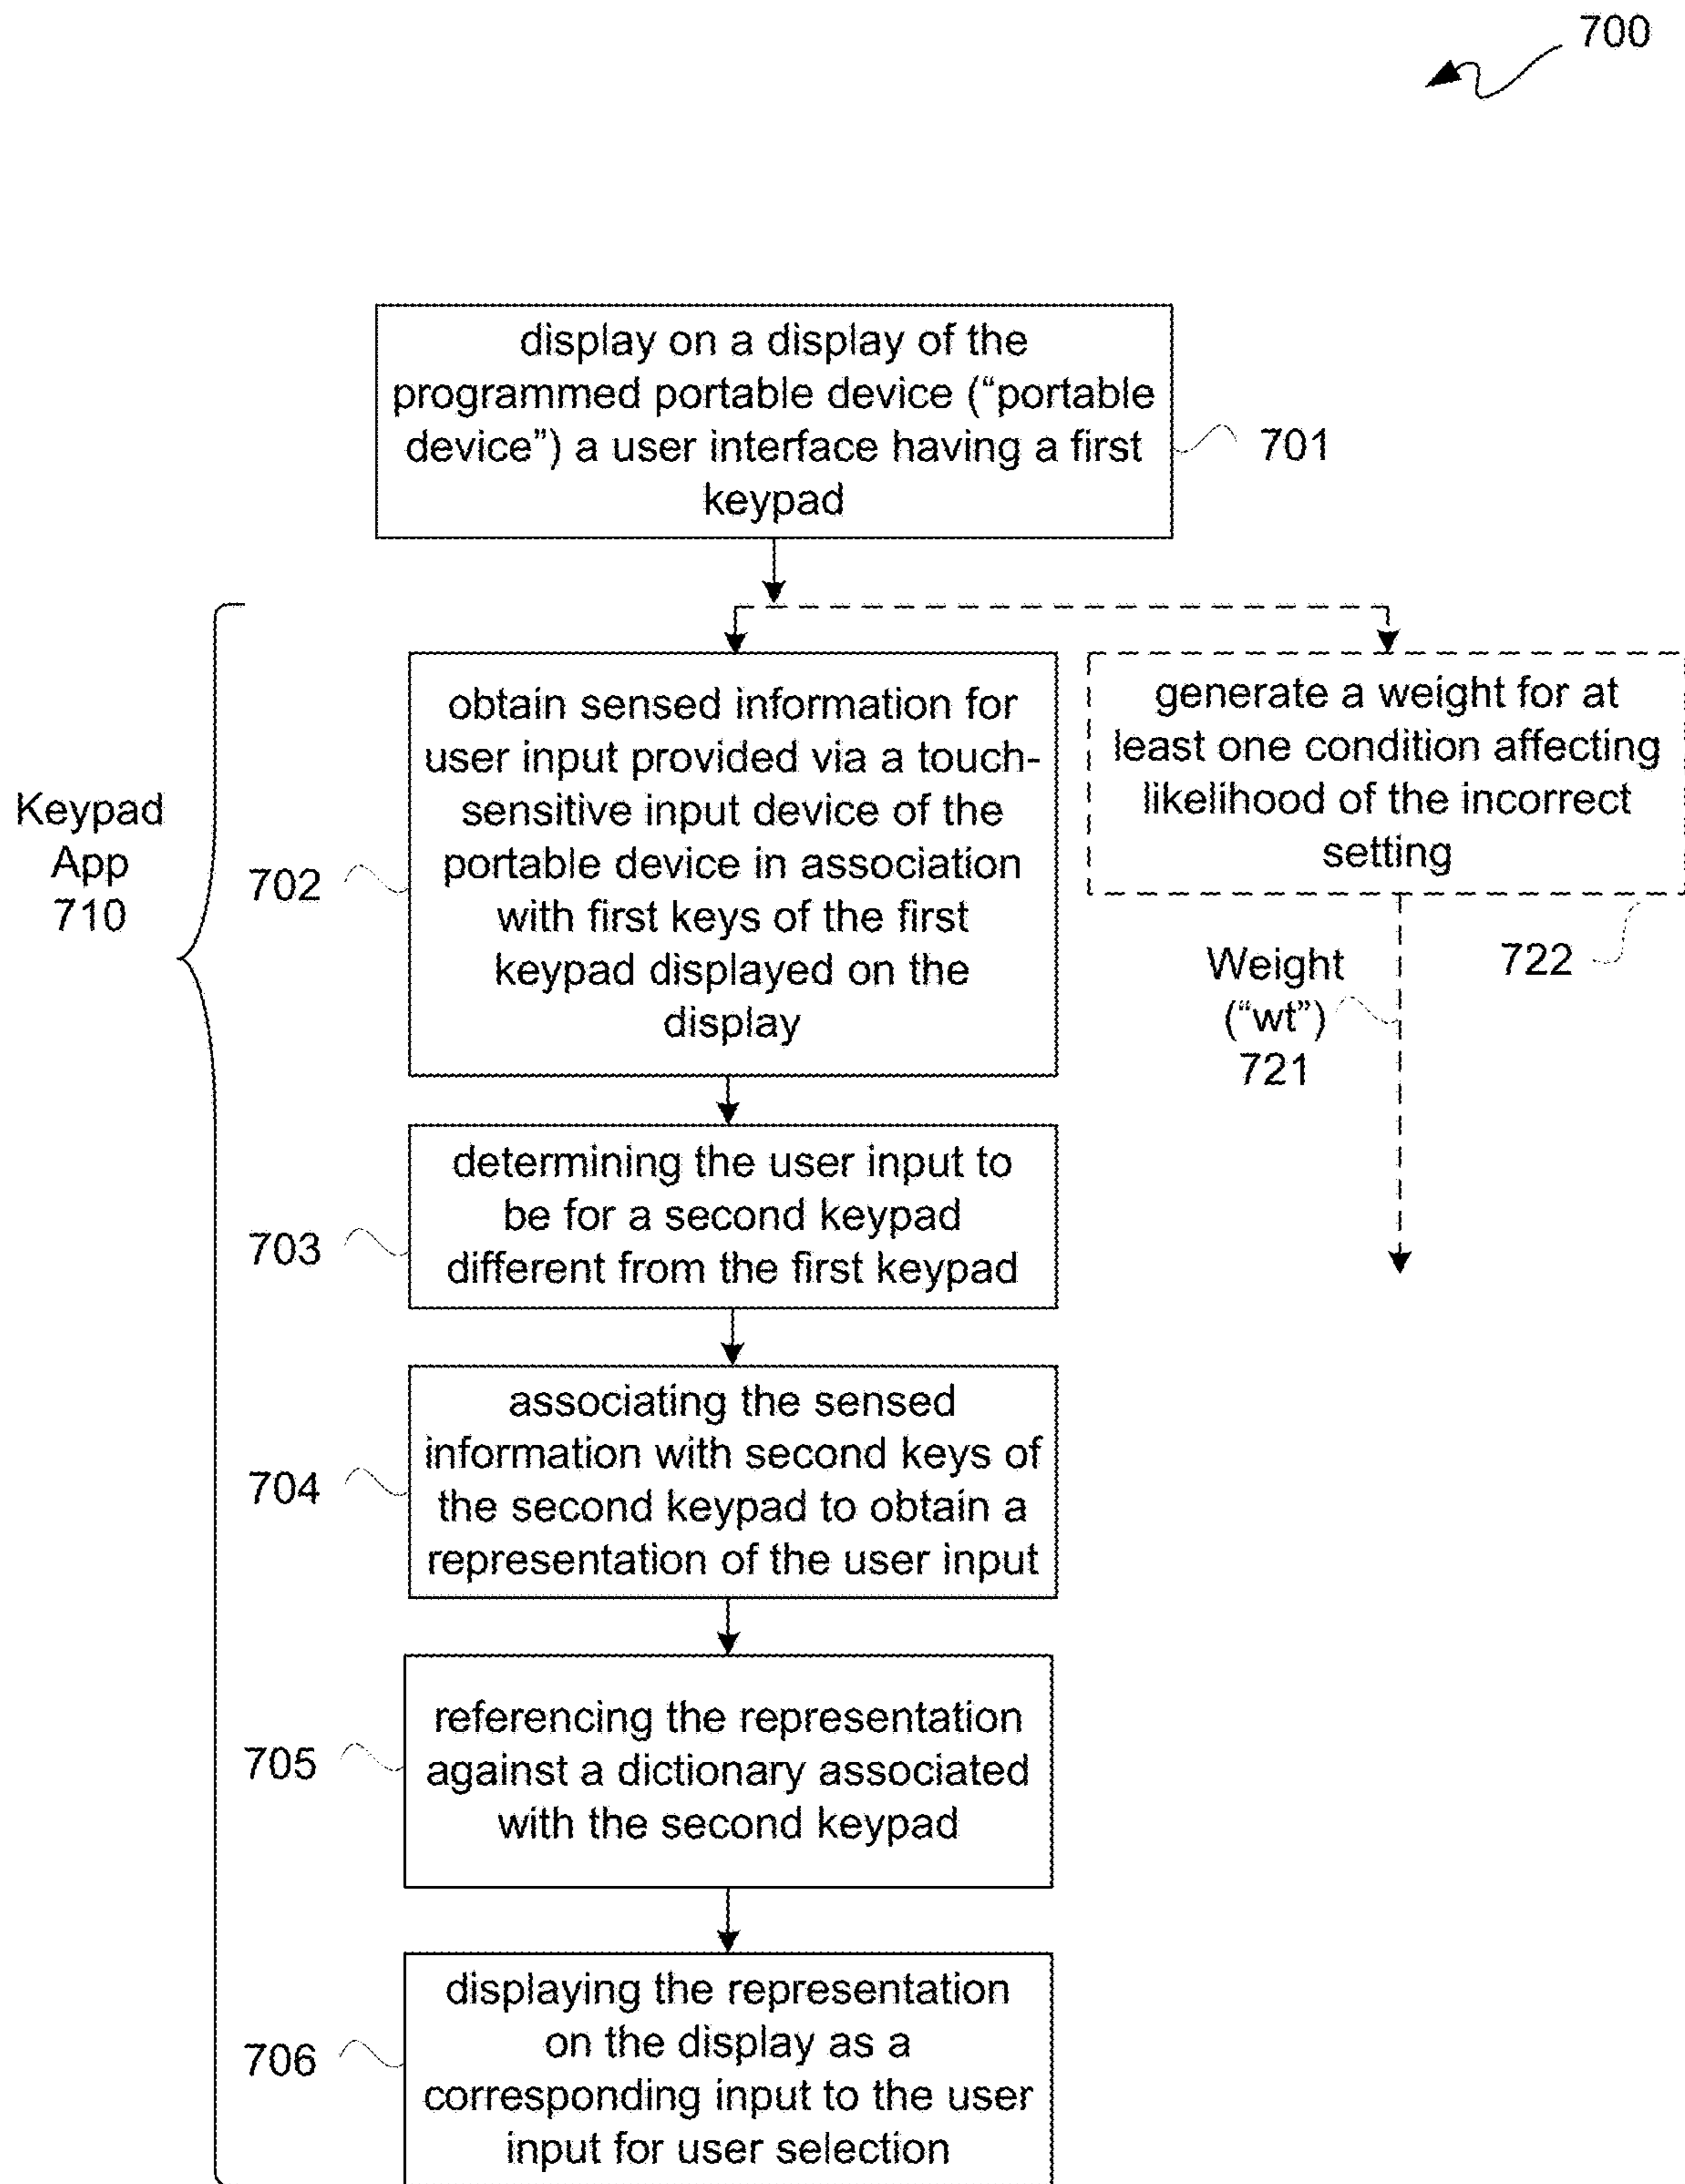 700
display on a display of the
programmed portable device (“portable
device”) a user interface having a first
keypad
701
Keypad
App
710
obtain sensed information for
user input provided via a touch-
sensitive input device of the
portable device in association
with first keys of the first
keypad displayed on the
display
702
generate a weight for at
least one condition affecting
likelihood of the incorrect
setting
722
Weight
(“wt”)
721
determining the user input to
be for a second keypad
different from the first keypad
703
associating the sensed
information with second keys of
the second keypad to obtain a
representation of the user input
704
referencing the representation
against a dictionary associated
with the second keypad
705
displaying the representation
on the display as a
corresponding input to the user
input for user selection
706